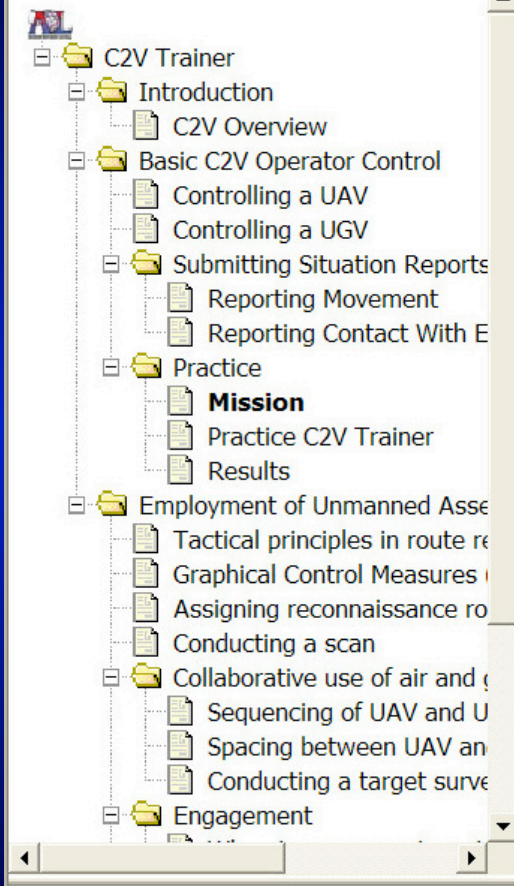 ADL
C2V Trainer
Introduction
C2V Overview
Basic C2V Operator Control
Controlling a UAV
Controlling a UGV
Submitting Situation Reports
Reporting Movement
Reporting Contact With E
Practice
Mission
Practice C2V Trainer
Results
Employment of Unmanned Asse
Tactical principles in route re
Graphical Control Measures (
Assigning reconnaissance ro
Conducting a scan
Collaborative use of air and g
Sequencing of UAV and U
Spacing between UAV an
Conducting a target surve
Engagement